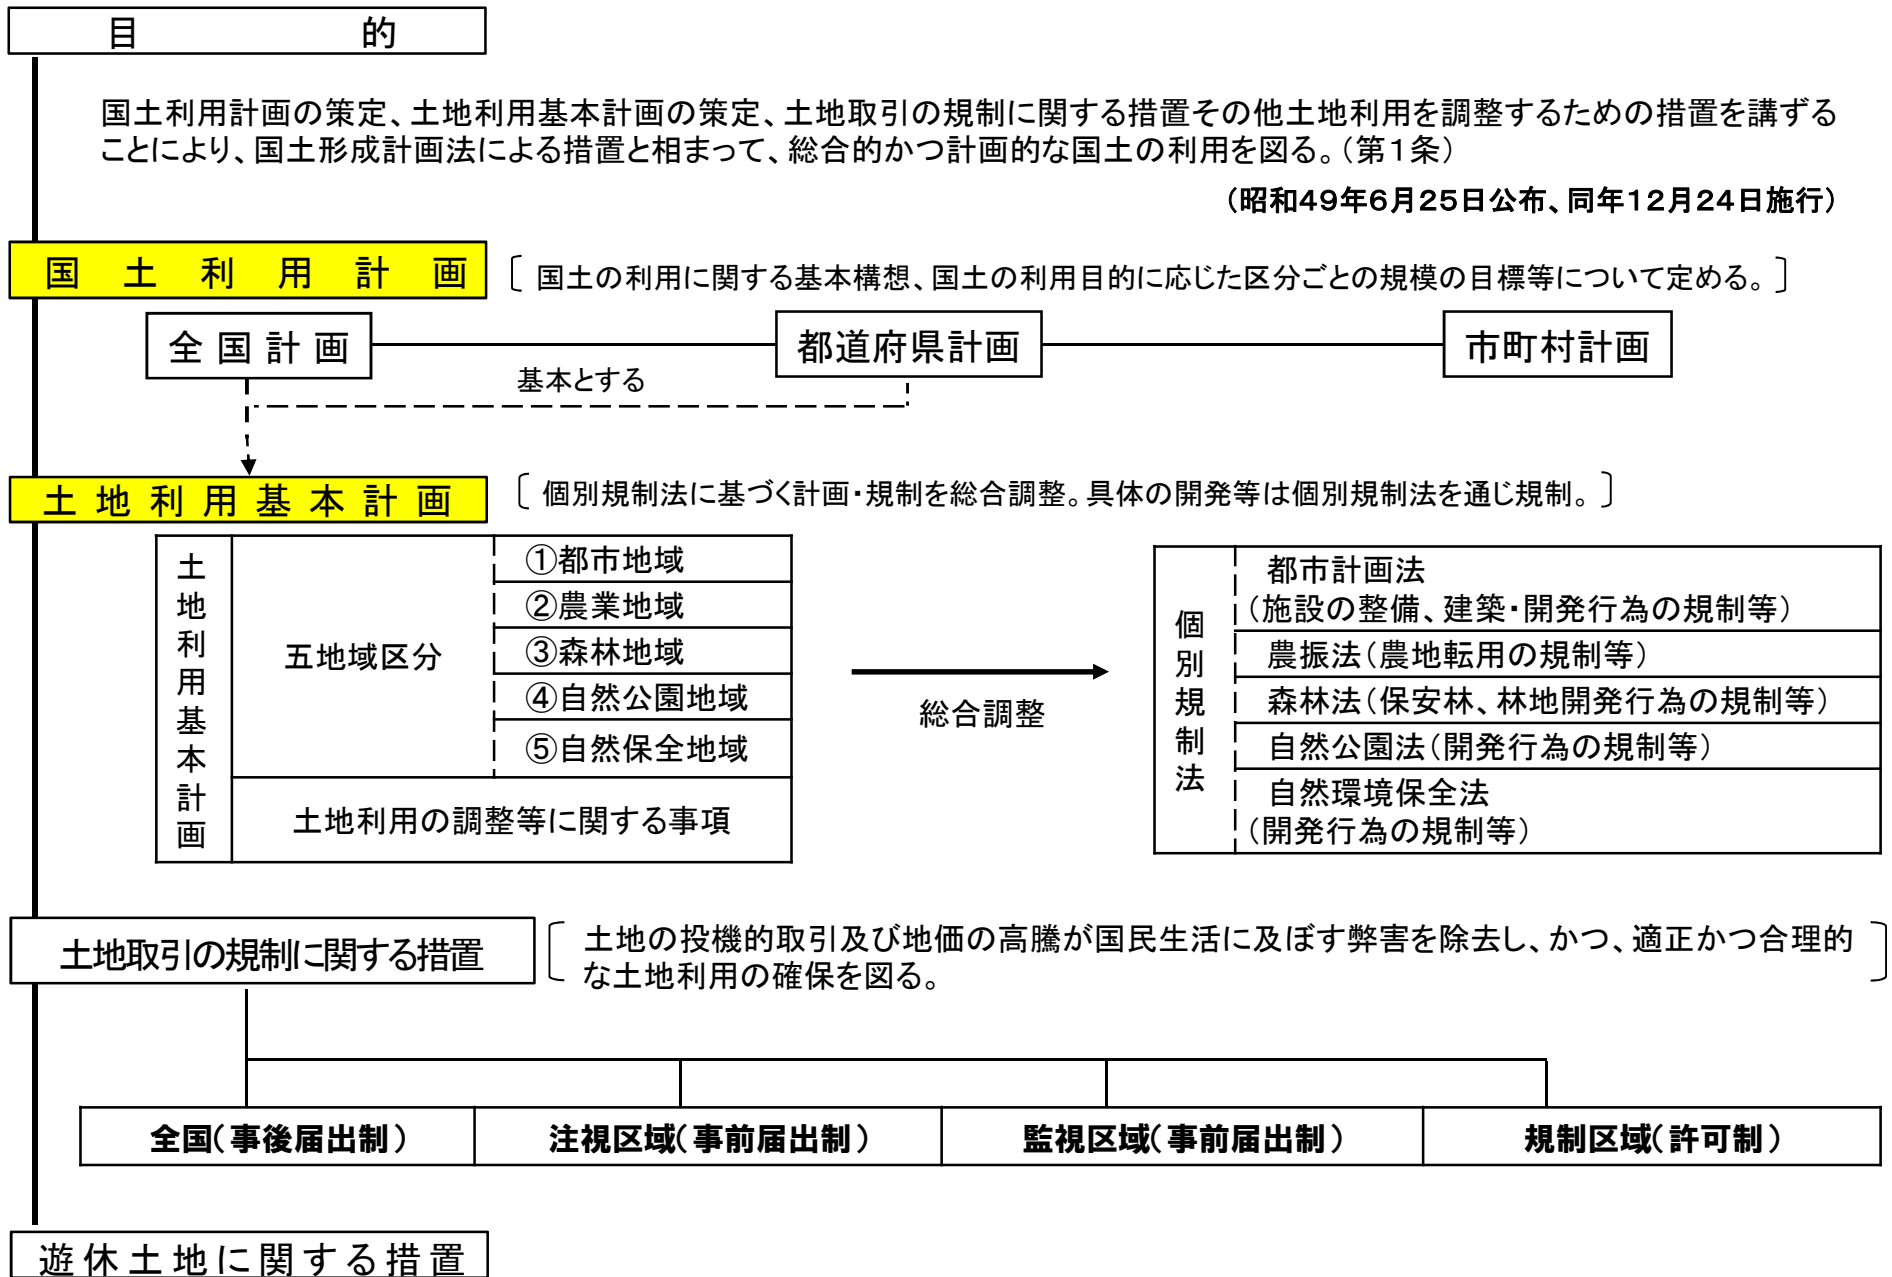 目的
国土利用計画の策定、土地利用基本計画の策定、土地取引の規制に関する措置その他土地利用を調整するための措置を講ずる
ことにより、国土形成計画法による措置と相まって、総合的かつ計画的な国土の利用を図る。（第１条）
（昭和４９年６月２５日公布、同年１２月２４日施行）
国土利用計画
国土の利用に関する基本構想、国土の利用目的に応じた区分ごとの規模の目標等について定める。
全国計画
都道府県計画
市町村計画
基本とする
土地利用基本計画
個別規制法に基づく計画・規制を総合調整。具体の開発等は個別規制法を通じ規制。
土地利用基本計画
五地域区分
①都市地域
②農業地域
③森林地域
④自然公園地域
⑤自然保全地域
土地利用の調整等に関する事項
総合調整
個別規制法
都市計画法
（施設の整備、建築・開発行為の規制等）
農振法（農地転用の規制等）
森林法（保安林、林地開発行為の規制等）
自然公園法（開発行為の規制等）
自然環境保全法
（開発行為の規制等）
土地取引の規制に関する措置
土地の投機的取引及び地価の高騰が国民生活に及ぼす弊害を除去し、かつ、適正かつ合理的
な土地利用の確保を図る。
全国（事後届出制）
注視区域（事前届出制）
監視区域（事前届出制）
規制区域（許可制）
遊休土地に関する措置